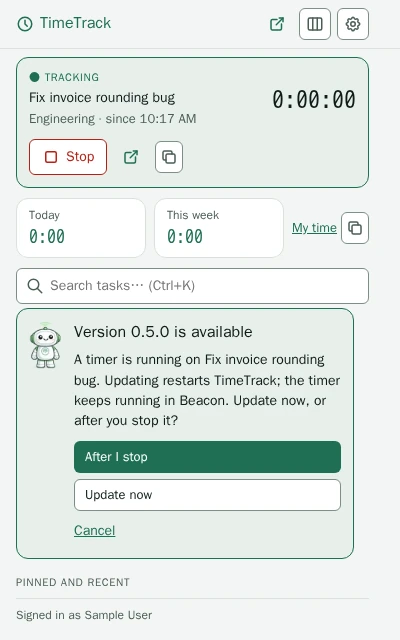 TimeTrack
TRACKING
Fix invoice rounding bug
0:00:00
Engineering · since 10:17 AM
Stop
Today
0:00
This week
0:00
My time
Search tasks··· (Ctrl+K)
Version 0.5.0 is available
A timer is running on Fix invoice rounding
bug. Updating restarts TimeTrack; the timer
keeps running in Beacon. Update now, or
after you stop it?
After I stop
Update now
Cancel
PINNED AND RECENT
Signed in as Sample User